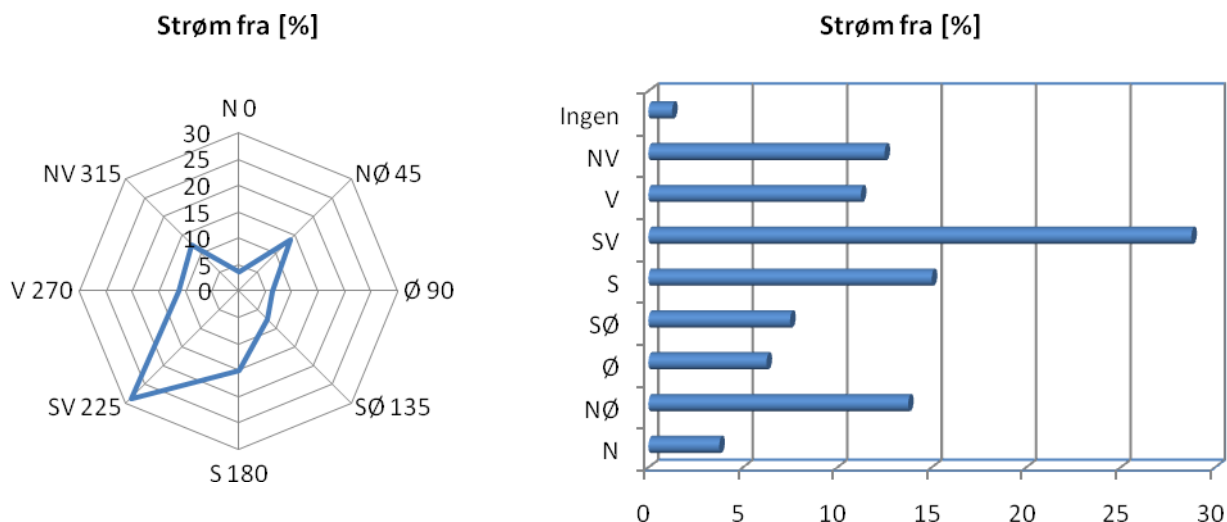 Strøm fra [%]
N 0
NØ 45
Ø 90
SØ 135
S 180
SV 225
V 270
NV 315
30
25
20
15
10
5
0
Strøm fra [%]
Ingen
NV
V
SV
S
SØ
Ø
NØ
N
0 5 10 15 20 25 30